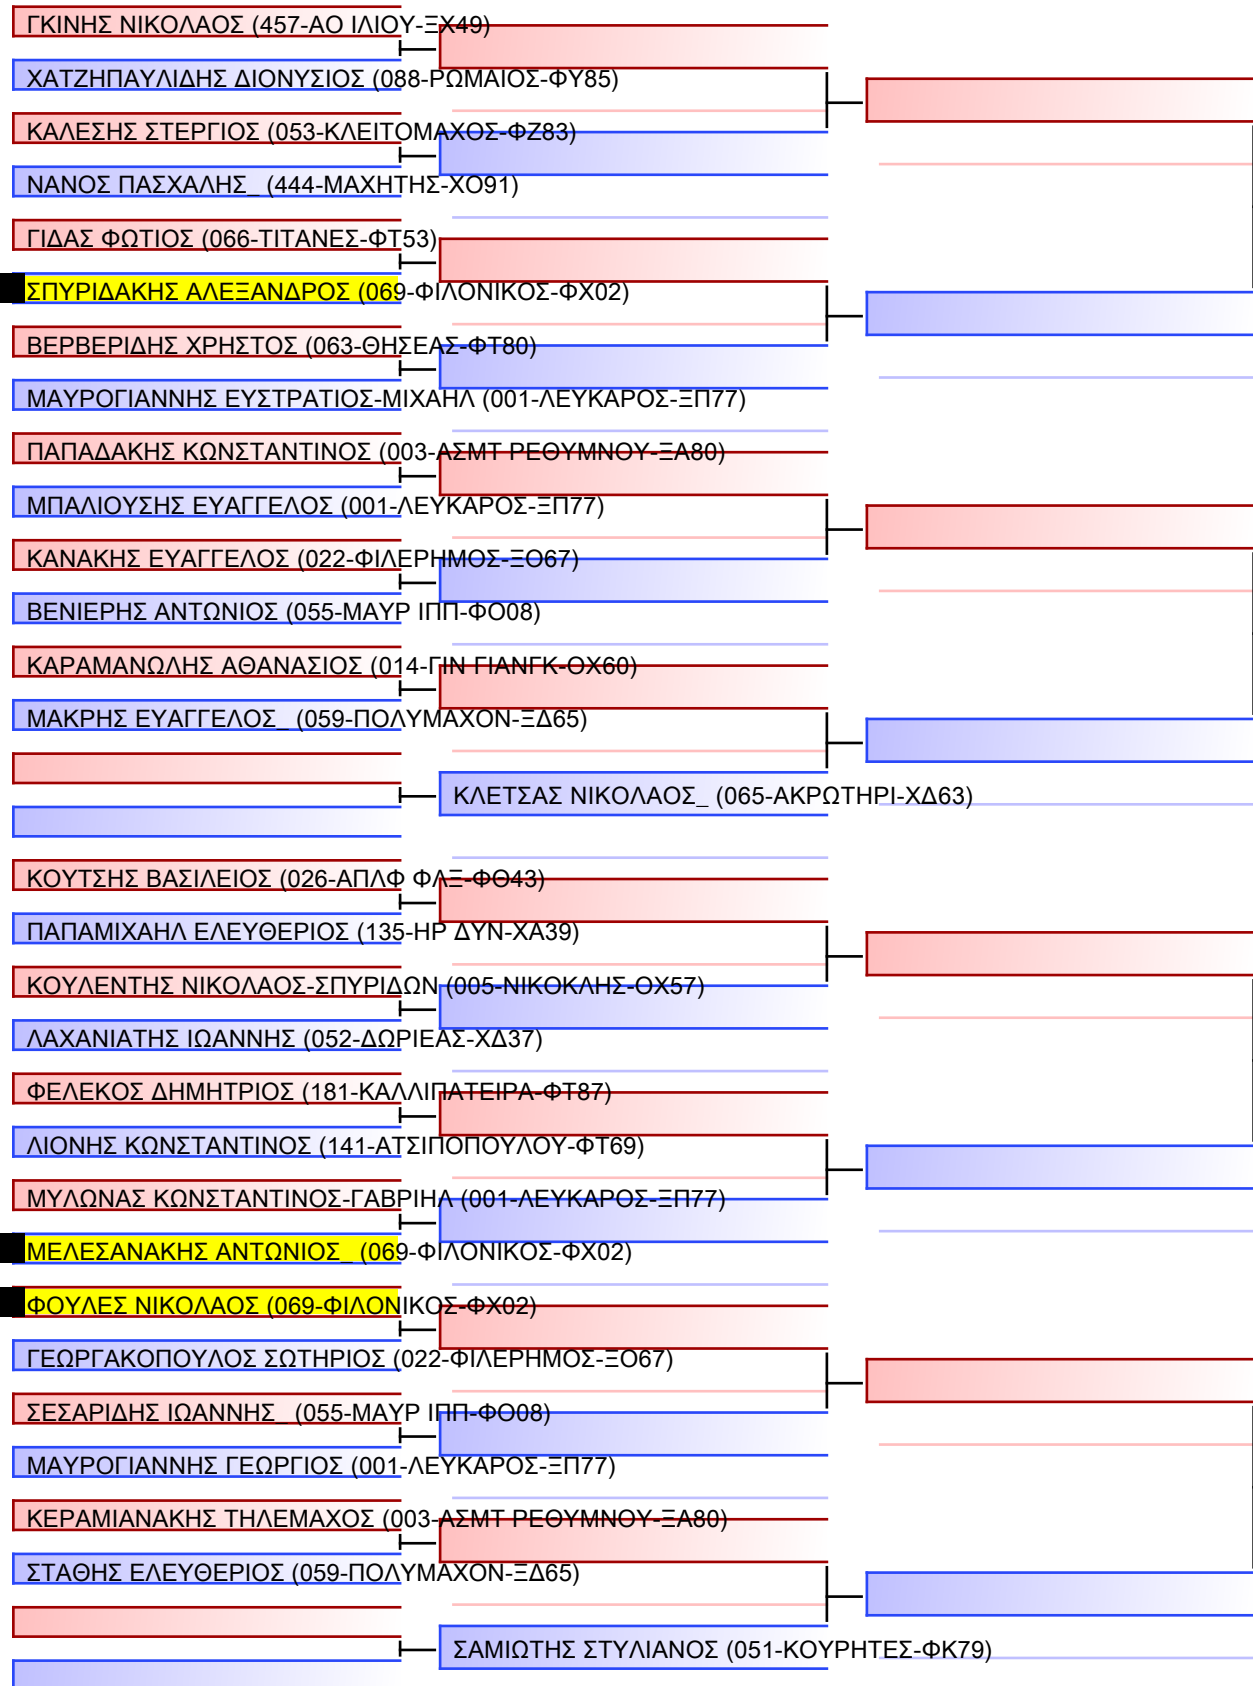 ΓΚΙΝΗΣ ΝΙΚΟΛΑΟΣ (457-ΑΟ ΙΛΙΟΥ-ΞΧ49)
ΧΑΤΖΗΠΑΥΛΙΔΗΣ ΔΙΟΝΥΣΙΟΣ (088-ΡΩΜΑΙΟΣ-ΦΥ85)
ΚΑΛΕΣΗΣ ΣΤΕΡΓΙΟΣ (053-ΚΛΕΙΤΟΜΑΧΟΣ-ΦΖ83)
ΝΑΝΟΣ ΠΑΣΧΑΛΗΣ_ (444-ΜΑΧΗΤΗΣ-ΧΟ91)
ΓΙΔΑΣ ΦΩΤΙΟΣ (066-ΤΙΤΑΝΕΣ-ΦΤ53)
ΣΠΥΡΙΔΑΚΗΣ ΑΛΕΞΑΝΔΡΟΣ (069-ΦΙΛΟΝΙΚΟΣ-ΦΧ02)
ΒΕΡΒΕΡΙΔΗΣ ΧΡΗΣΤΟΣ (063-ΘΗΣΕΑΣ-ΦΤ80)
ΜΑΥΡΟΓΙΑΝΝΗΣ ΕΥΣΤΡΑΤΙΟΣ-ΜΙΧΑΗΛ (001-ΛΕΥΚΑΡΟΣ-ΞΠ77)
ΠΑΠΑΔΑΚΗΣ ΚΩΝΣΤΑΝΤΙΝΟΣ (003-ΑΣΜΤ ΡΕΘΥΜΝΟΥ-ΞΑ80)
ΜΠΑΛΙΟΥΣΗΣ ΕΥΑΓΓΕΛΟΣ (001-ΛΕΥΚΑΡΟΣ-ΞΠ77)
ΚΑΝΑΚΗΣ ΕΥΑΓΓΕΛΟΣ (022-ΦΙΛΕΡΗΜΟΣ-ΞΟ67)
ΒΕΝΙΕΡΗΣ ΑΝΤΩΝΙΟΣ (055-ΜΑΥΡ ΙΠΠ-ΦΟ08)
ΚΑΡΑΜΑΝΩΛΗΣ ΑΘΑΝΑΣΙΟΣ (014-ΓΙΝ ΓΙΑΝΓΚ-ΟΧ60)
ΜΑΚΡΗΣ ΕΥΑΓΓΕΛΟΣ_ (059-ΠΟΛΥΜΑΧΟΝ-ΞΔ65)
ΚΛΕΤΣΑΣ ΝΙΚΟΛΑΟΣ_ (065-ΑΚΡΩΤΗΡΙ-ΧΔ63)
ΚΟΥΤΣΗΣ ΒΑΣΙΛΕΙΟΣ (026-ΑΠΛΦ ΦΛΞ-ΦΘ43)
ΠΑΠΑΜΙΧΑΗΛ ΕΛΕΥΘΕΡΙΟΣ (135-ΗΡ ΔΥΝ-ΧΑ39)
ΚΟΥΛΕΝΤΗΣ ΝΙΚΟΛΑΟΣ-ΣΠΥΡΙΔΩΝ (005-ΝΙΚΟΚΛΗΣ-ΟΧ57)
ΛΑΧΑΝΙΑΤΗΣ ΙΩΑΝΝΗΣ (052-ΔΩΡΙΕΑΣ-ΧΔ37)
ΦΕΛΕΚΟΣ ΔΗΜΗΤΡΙΟΣ (181-ΚΑΛΛΙΠΑΤΕΙΡΑ-ΦΤ87)
ΛΙΟΝΗΣ ΚΩΝΣΤΑΝΤΙΝΟΣ (141-ΑΤΣΙΠΟΠΟΥΛΟΥ-ΦΤ69)
ΜΥΛΩΝΑΣ ΚΩΝΣΤΑΝΤΙΝΟΣ-ΓΑΒΡΙΗΛ (001-ΛΕΥΚΑΡΟΣ-ΞΠ77)
ΜΕΛΕΣΑΝΑΚΗΣ ΑΝΤΩΝΙΟΣ_ (069-ΦΙΛΟΝΙΚΟΣ-ΦΧ02)
ΦΟΥΛΕΣ ΝΙΚΟΛΑΟΣ (069-ΦΙΛΟΝΙΚΟΣ-ΦΧ02)
ΓΕΩΡΓΑΚΟΠΟΥΛΟΣ ΣΩΤΗΡΙΟΣ (022-ΦΙΛΕΡΗΜΟΣ-ΞΟ67)
ΣΕΣΑΡΙΔΗΣ ΙΩΑΝΝΗΣ_ (055-ΜΑΥΡ ΙΠΠ-ΦΟ08)
ΜΑΥΡΟΓΙΑΝΝΗΣ ΓΕΩΡΓΙΟΣ (001-ΛΕΥΚΑΡΟΣ-ΞΠ77)
ΚΕΡΑΜΙΑΝΑΚΗΣ ΤΗΛΕΜΑΧΟΣ (003-ΑΣΜΤ ΡΕΘΥΜΝΟΥ-ΞΑ80)
ΣΤΑΘΗΣ ΕΛΕΥΘΕΡΙΟΣ (059-ΠΟΛΥΜΑΧΟΝ-ΞΔ65)
ΣΑΜΙΩΤΗΣ ΣΤΥΛΙΑΝΟΣ (051-ΚΟΥΡΗΤΕΣ-ΦΚ79)